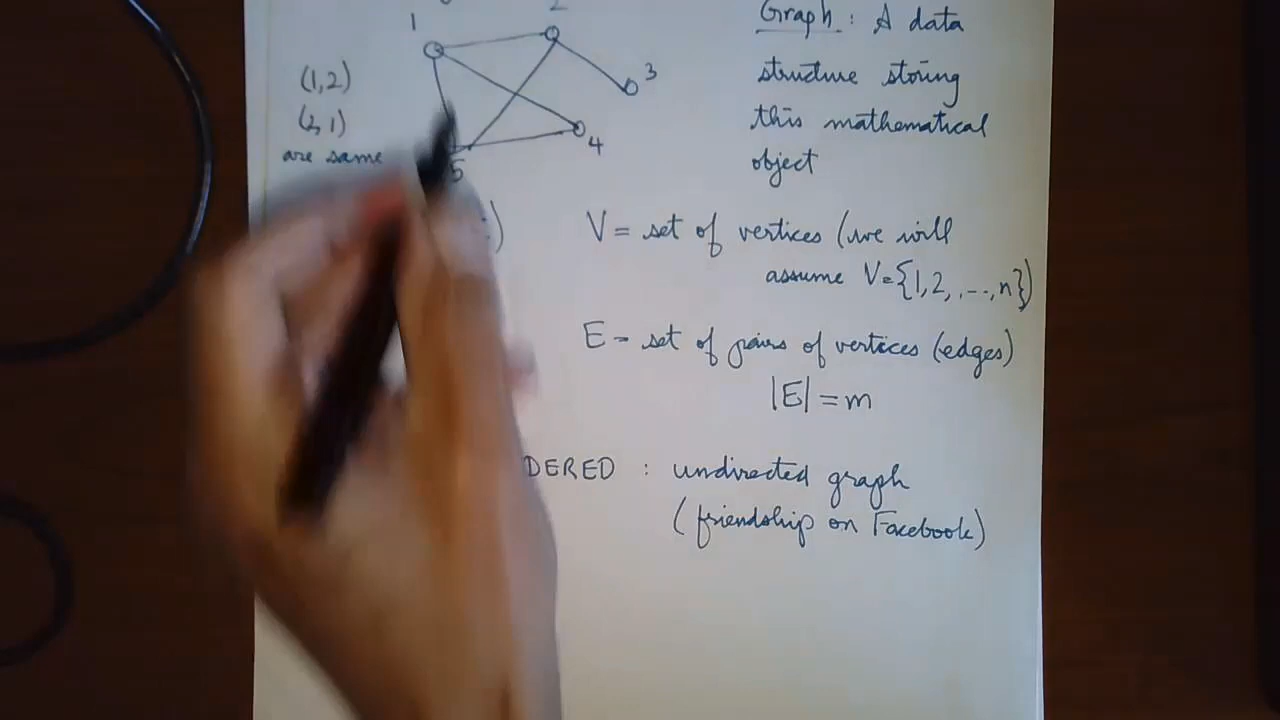 1
2
3
4
5
(1,2)
(2,1)
are same
Graph : A data
structure storing
this mathematical
object
V = set of vertices (we will
assume V={1,2,...,n})
E - set of pairs of vertices (edges)
|E| = m
DERED : undirected graph
(friendship on Facebook)